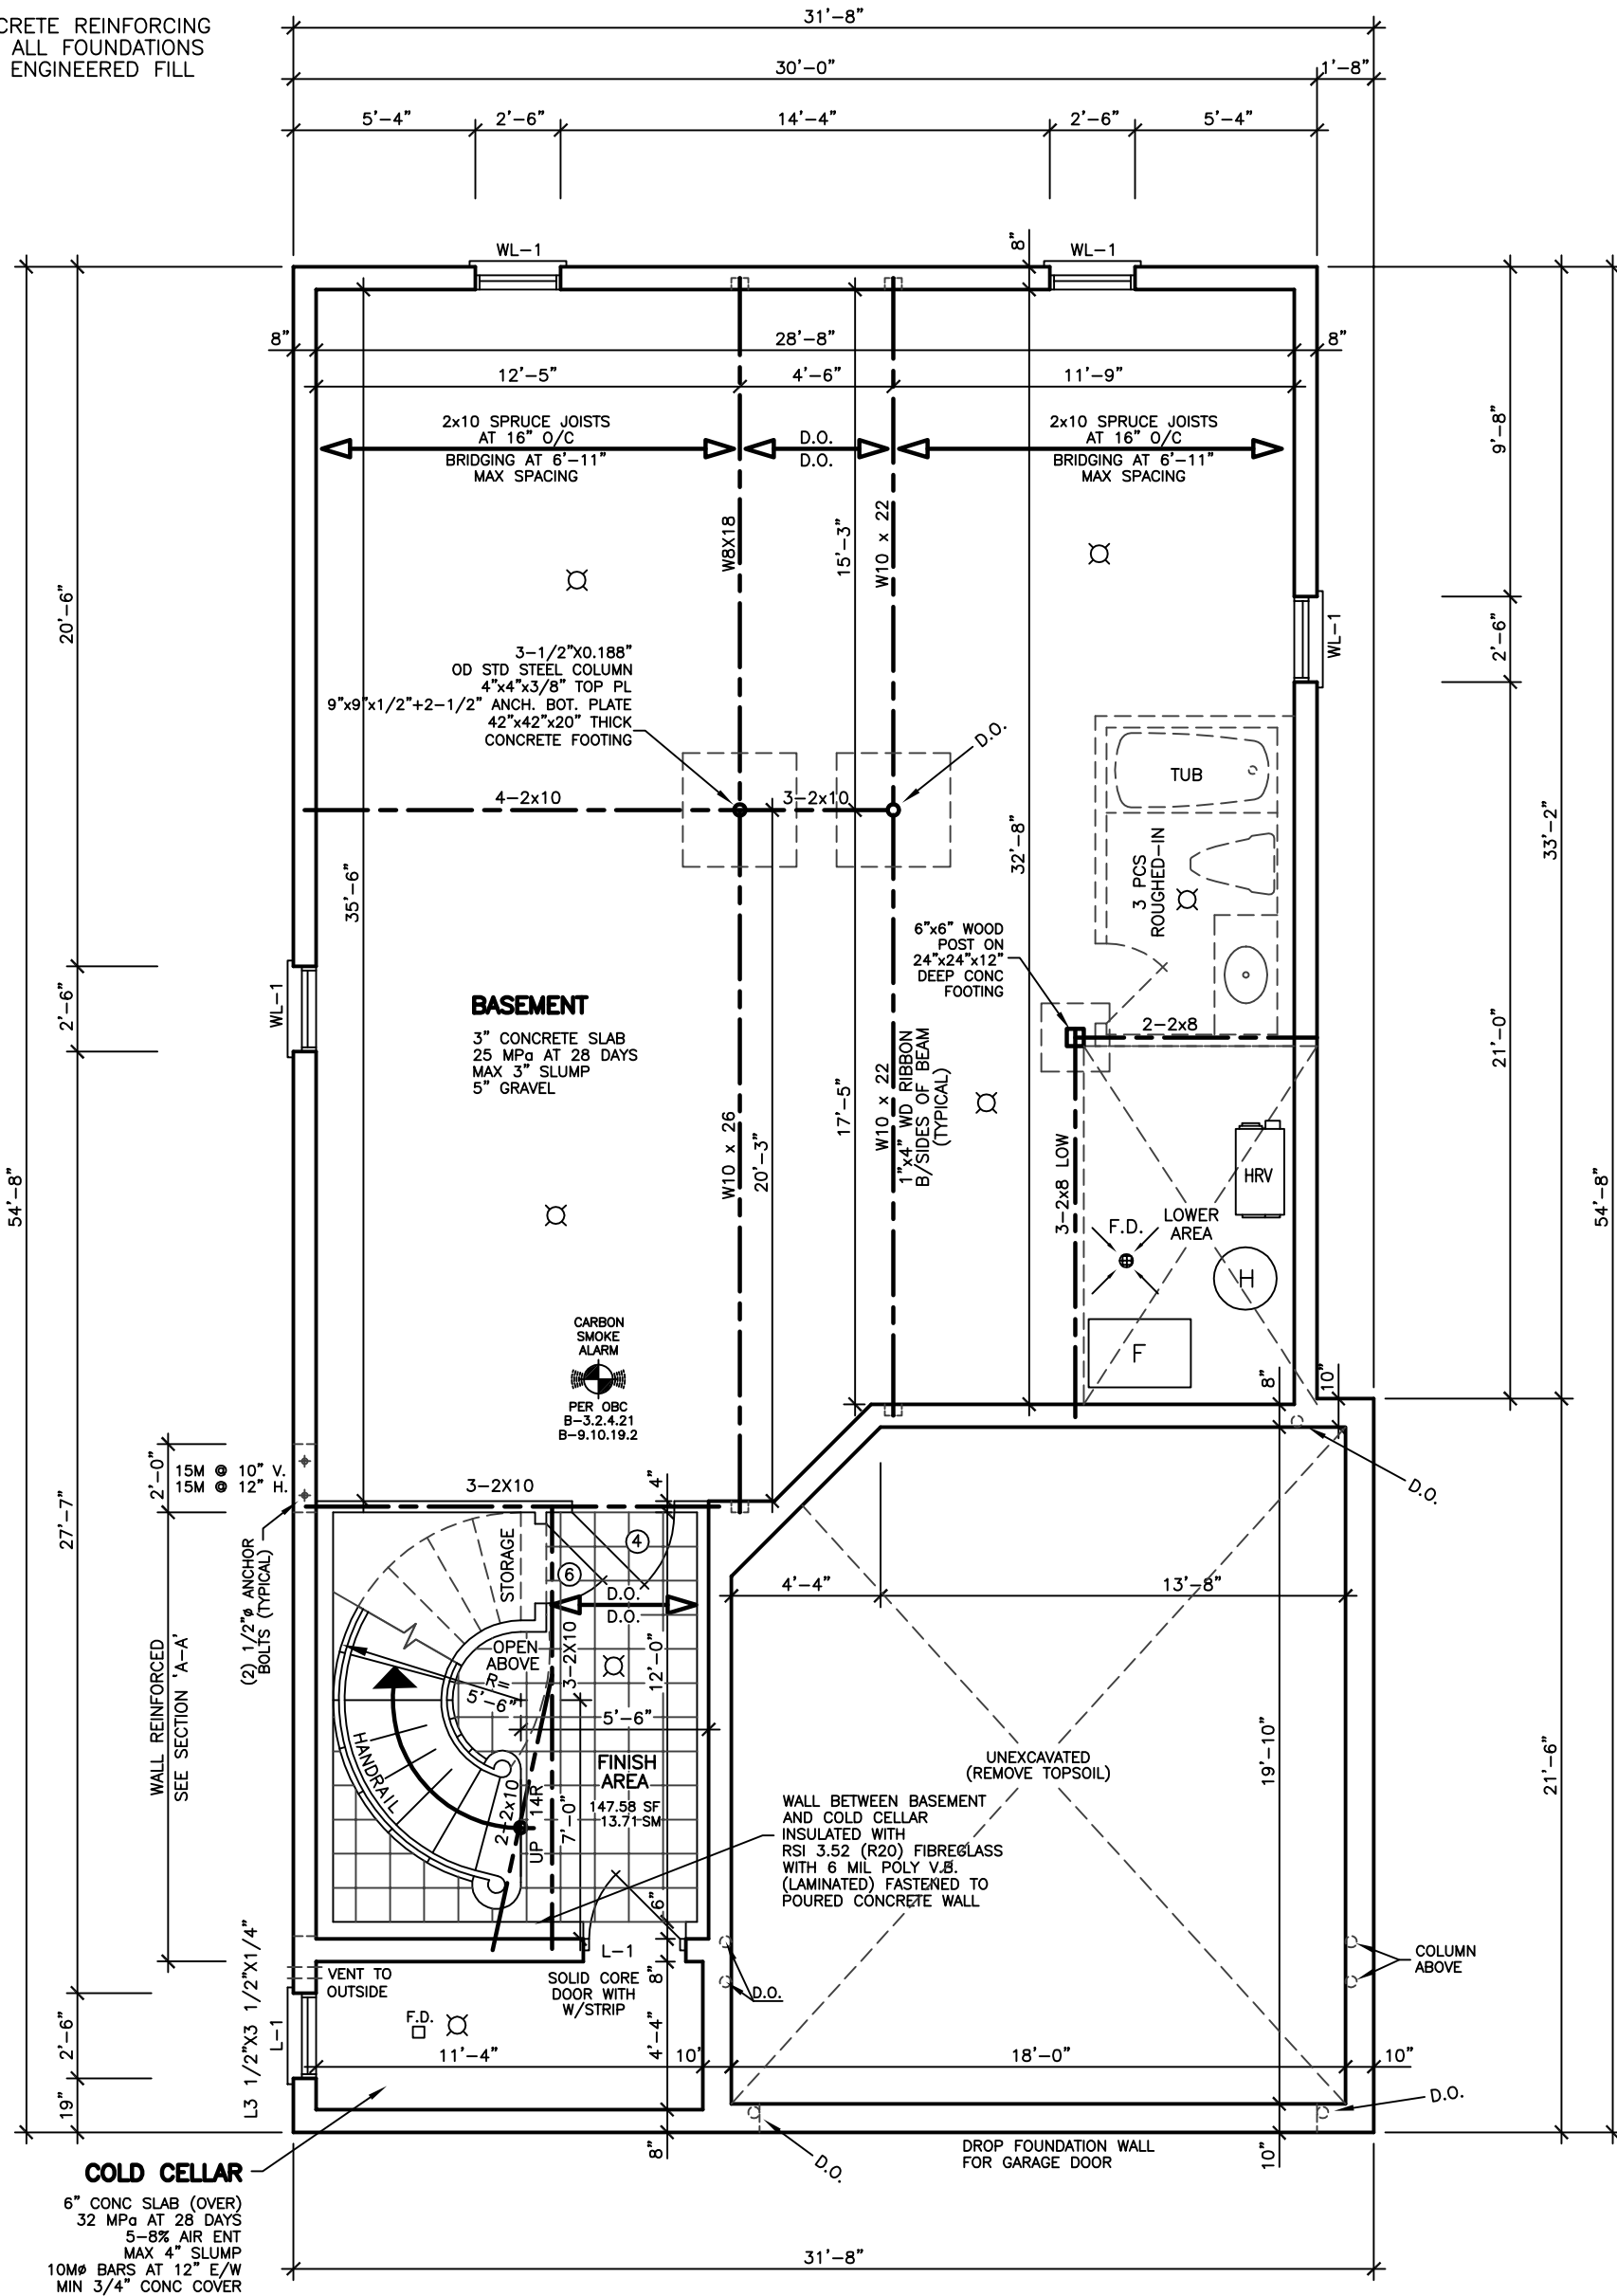 CRETE REINFORCING
ALL FOUNDATIONS
ENGINEERED FILL
31'-8"
30'-0"
1'-8"
5'-4"
2'-6"
14'-4"
2'-6"
5'-4"
WL-1
8"
WL-1
8"
28'-8"
8"
12'-5"
4'-6"
11'-9"
2x10 SPRUCE JOISTS
AT 16" O/C
BRIDGING AT 6'-11"
MAX SPACING
D.O.
D.O.
2x10 SPRUCE JOISTS
AT 16" O/C
BRIDGING AT 6'-11"
MAX SPACING
9'-8"
W8X18
15'-3"
W10 x 22
20'-6"
2'-6"
WL-1
3-1/2"X0.188"
OD STD STEEL COLUMN
4"x4"x3/8" TOP PL
9"x9"x1/2"+2-1/2" ANCH. BOT. PLATE
42"x42"x20" THICK
CONCRETE FOOTING
D.O.
TUB
4-2x10
3-2x10
33'-2"
35'-6"
32'-8"
3 PCS
ROUGHED-IN
6"x6" WOOD
POST ON
24"x24"x12"
DEEP CONC
FOOTING
2'-6"
WL-1
BASEMENT
3" CONCRETE SLAB
25 MPa AT 28 DAYS
MAX 3" SLUMP
5" GRAVEL
2-2x8
21'-0"
17'-5"
W10 x 22
1"x4" WD RIBBON
B/SIDES OF BEAM
(TYPICAL)
W10 x 26
20'-3"
3-2x8 LOW
HRV
54'-8"
54'-8"
F.D.
LOWER
AREA
H
F
CARBON
SMOKE
ALARM
PER OBC
B-3.2.4.21
B-9.10.19.2
8"
10"
2'-0"
15M @ 10" V.
15M @ 12" H.
3-2X10
4"
D.O.
27'-7"
(2) 1/2"ø ANCHOR
BOLTS (TYPICAL)
STORAGE
4
6
D.O.
D.O.
4'-4"
13'-8"
WALL REINFORCED
SEE SECTION 'A-A'
OPEN
ABOVE
R=
5'-6"
3-2X10
12'-0"
5'-6"
HANDRAIL
FINISH
AREA
147.58 SF
13.71 SM
2-2x10
UP 14R
7'-0"
UNEXCAVATED
(REMOVE TOPSOIL)
19'-10"
21'-6"
WALL BETWEEN BASEMENT
AND COLD CELLAR
INSULATED WITH
RSI 3.52 (R20) FIBREGLASS
WITH 6 MIL POLY V.B.
(LAMINATED) FASTENED TO
POURED CONCRETE WALL
6"
L-1
8"
COLUMN
ABOVE
VENT TO
OUTSIDE
SOLID CORE
DOOR WITH
W/STRIP
D.O.
L3 1/2"X3 1/2"X1/4"
L-1
F.D.
2'-6"
11'-4"
4'-4"
10"
18'-0"
10"
19"
D.O.
8"
D.O.
DROP FOUNDATION WALL
FOR GARAGE DOOR
10"
COLD CELLAR
6" CONC SLAB (OVER)
32 MPa AT 28 DAYS
5-8% AIR ENT
MAX 4" SLUMP
10Mø BARS AT 12" E/W
MIN 3/4" CONC COVER
31'-8"